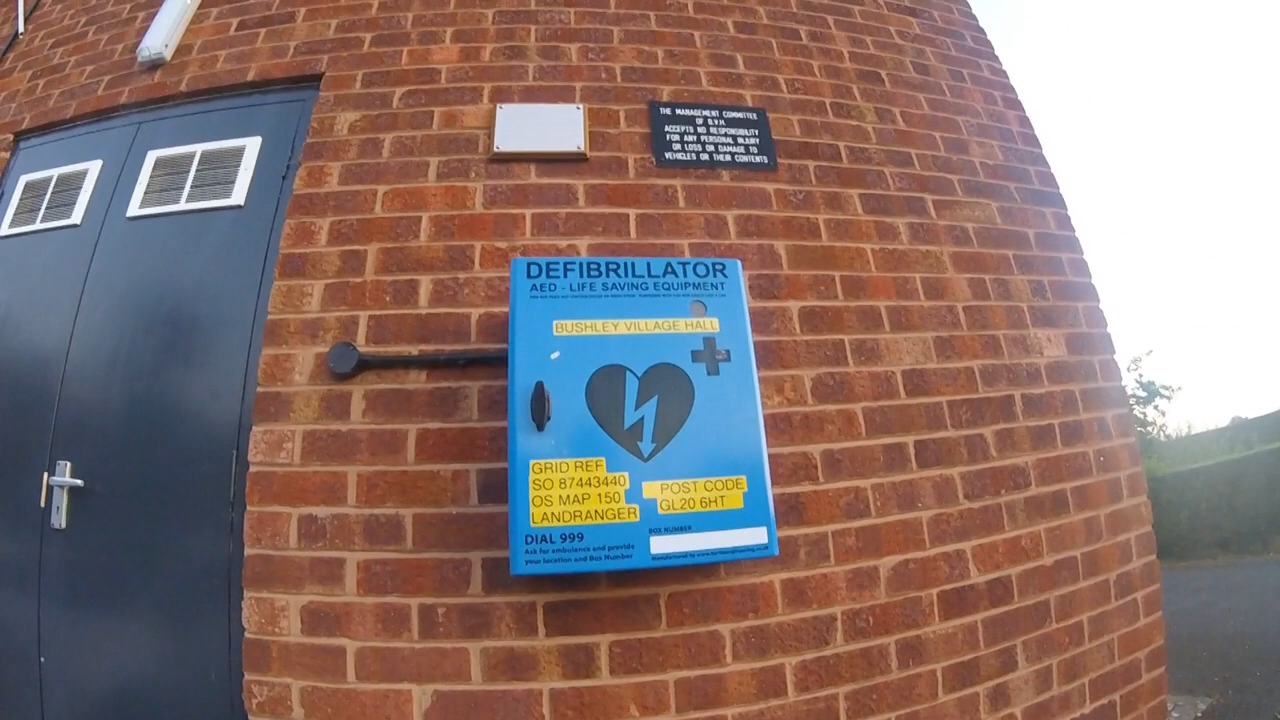 THE MANAGEMENT COMMITTEE
OF B.V.H.
ACCEPTS NO RESPONSIBILITY
FOR ANY PERSONAL INJURY
OR LOSS OR DAMAGE TO
VEHICLES OR THEIR CONTENTS
DEFIBRILLATOR
AED - LIFE SAVING EQUIPMENT
BUSHLEY VILLAGE HALL
GRID REF
SO 87443440
OS MAP 150
LANDRANGER
POST CODE
GL20 6HT
DIAL 999
Ask for ambulance and provide
your location and Box Number
BOX NUMBER
Manufactured by